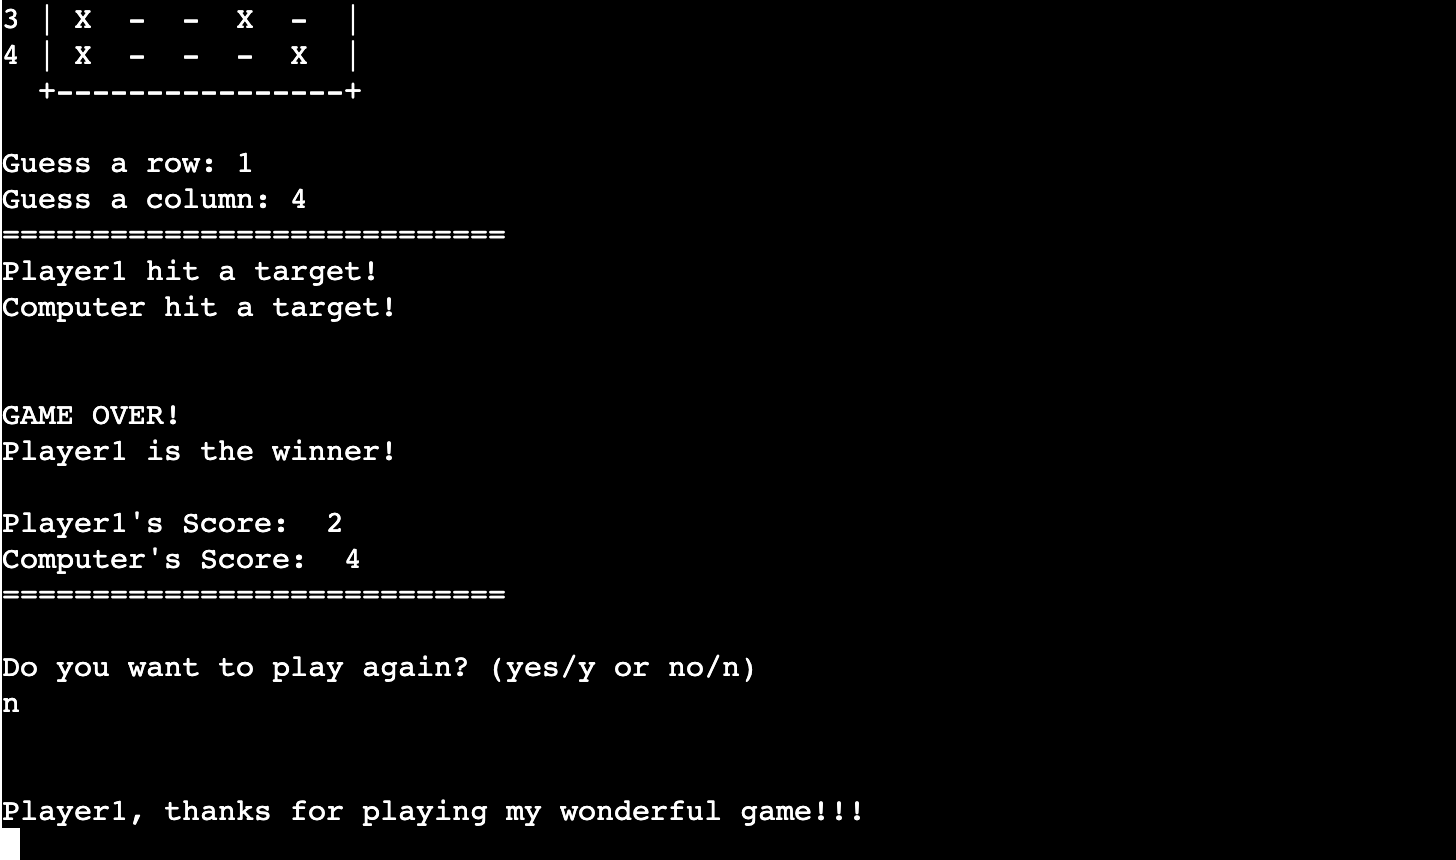 3 | X  -  -  X  -  |
4 | X  -  -  -  X  |
  +----------------+
Guess a row: 1
Guess a column: 4
============================
Player1 hit a target!
Computer hit a target!
GAME OVER!
Player1 is the winner!
Player1's Score:  2
Computer's Score:  4
============================
Do you want to play again? (yes/y or no/n)
n
Player1, thanks for playing my wonderful game!!!